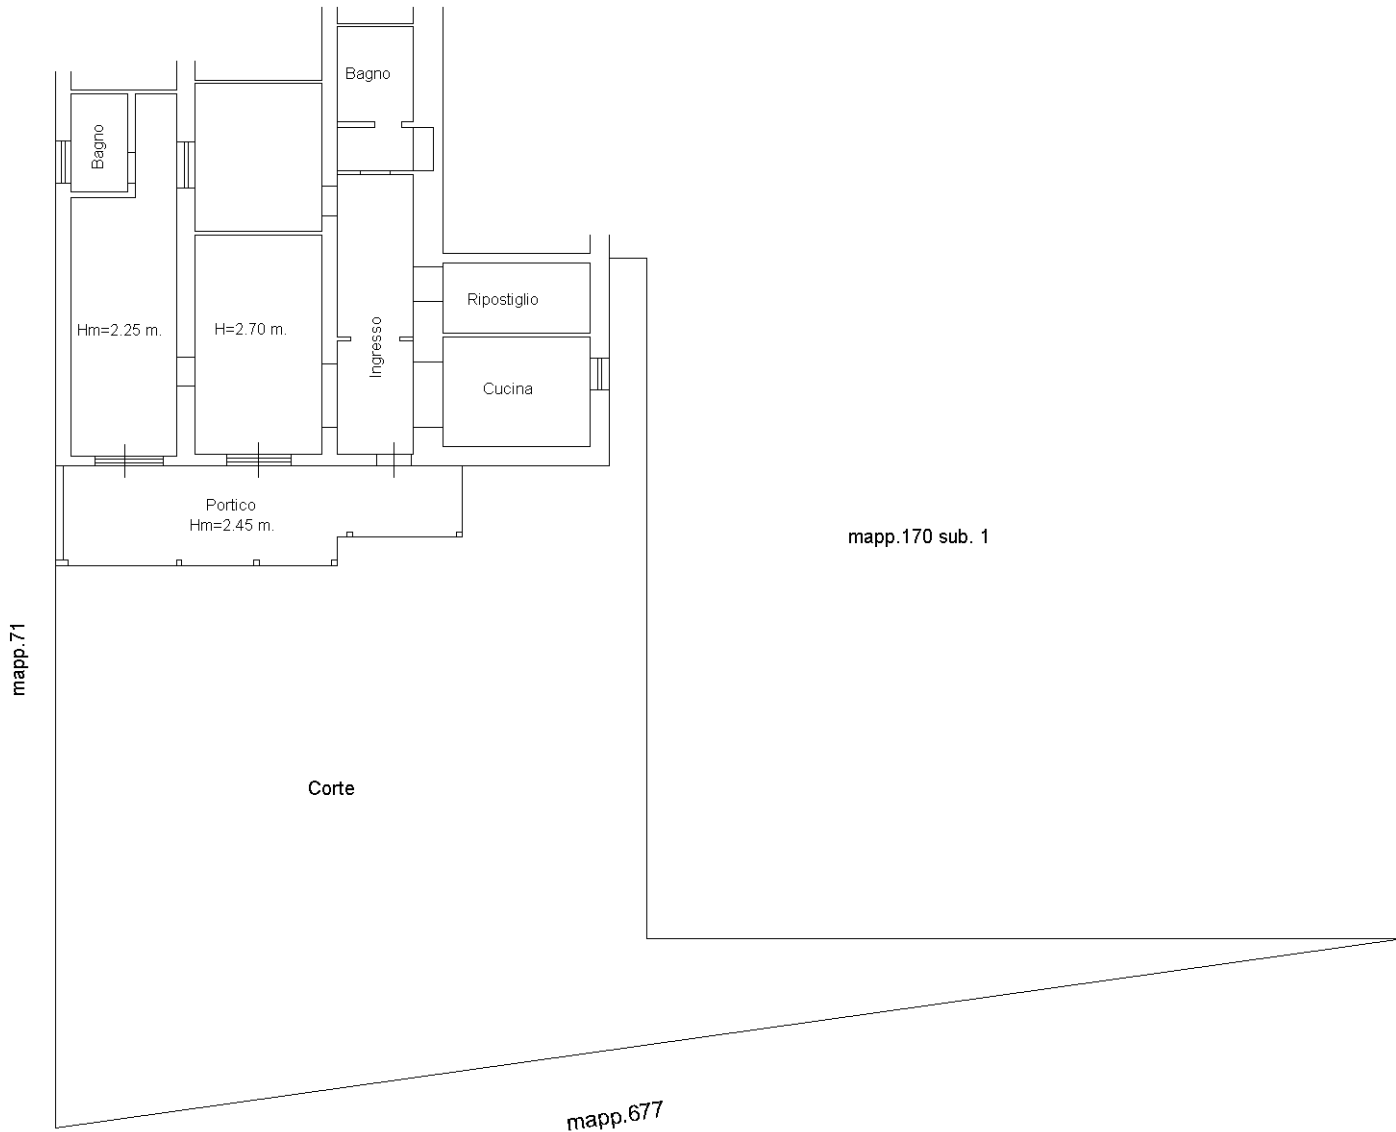 Bagno
Bagno
Ripostiglio
Hm=2.25 m.
H=2.70 m.
Ingresso
Cucina
Portico
Hm=2.45 m.
mapp.170 sub. 1
mapp.71
Corte
mapp.677